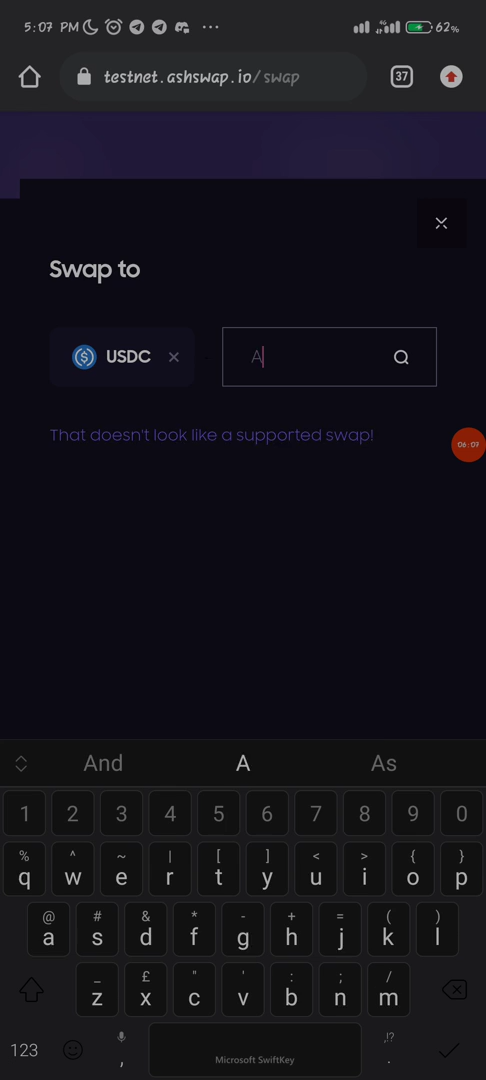 5:07 PM
62%
testnet.ashswap.io/swap
37
Swap to
USDC
A
That doesn't look like a supported swap!
06:07
And A As
1 2 3 4 5 6 7 8 9 0
% ^ ~ | [ ] < > { }
q w e r t y u i o p
@ # & * - + = ( )
a s d f g h j k l
_ £ " ' : ; /
z x c v b n m
123 , Microsoft SwiftKey ,!? .